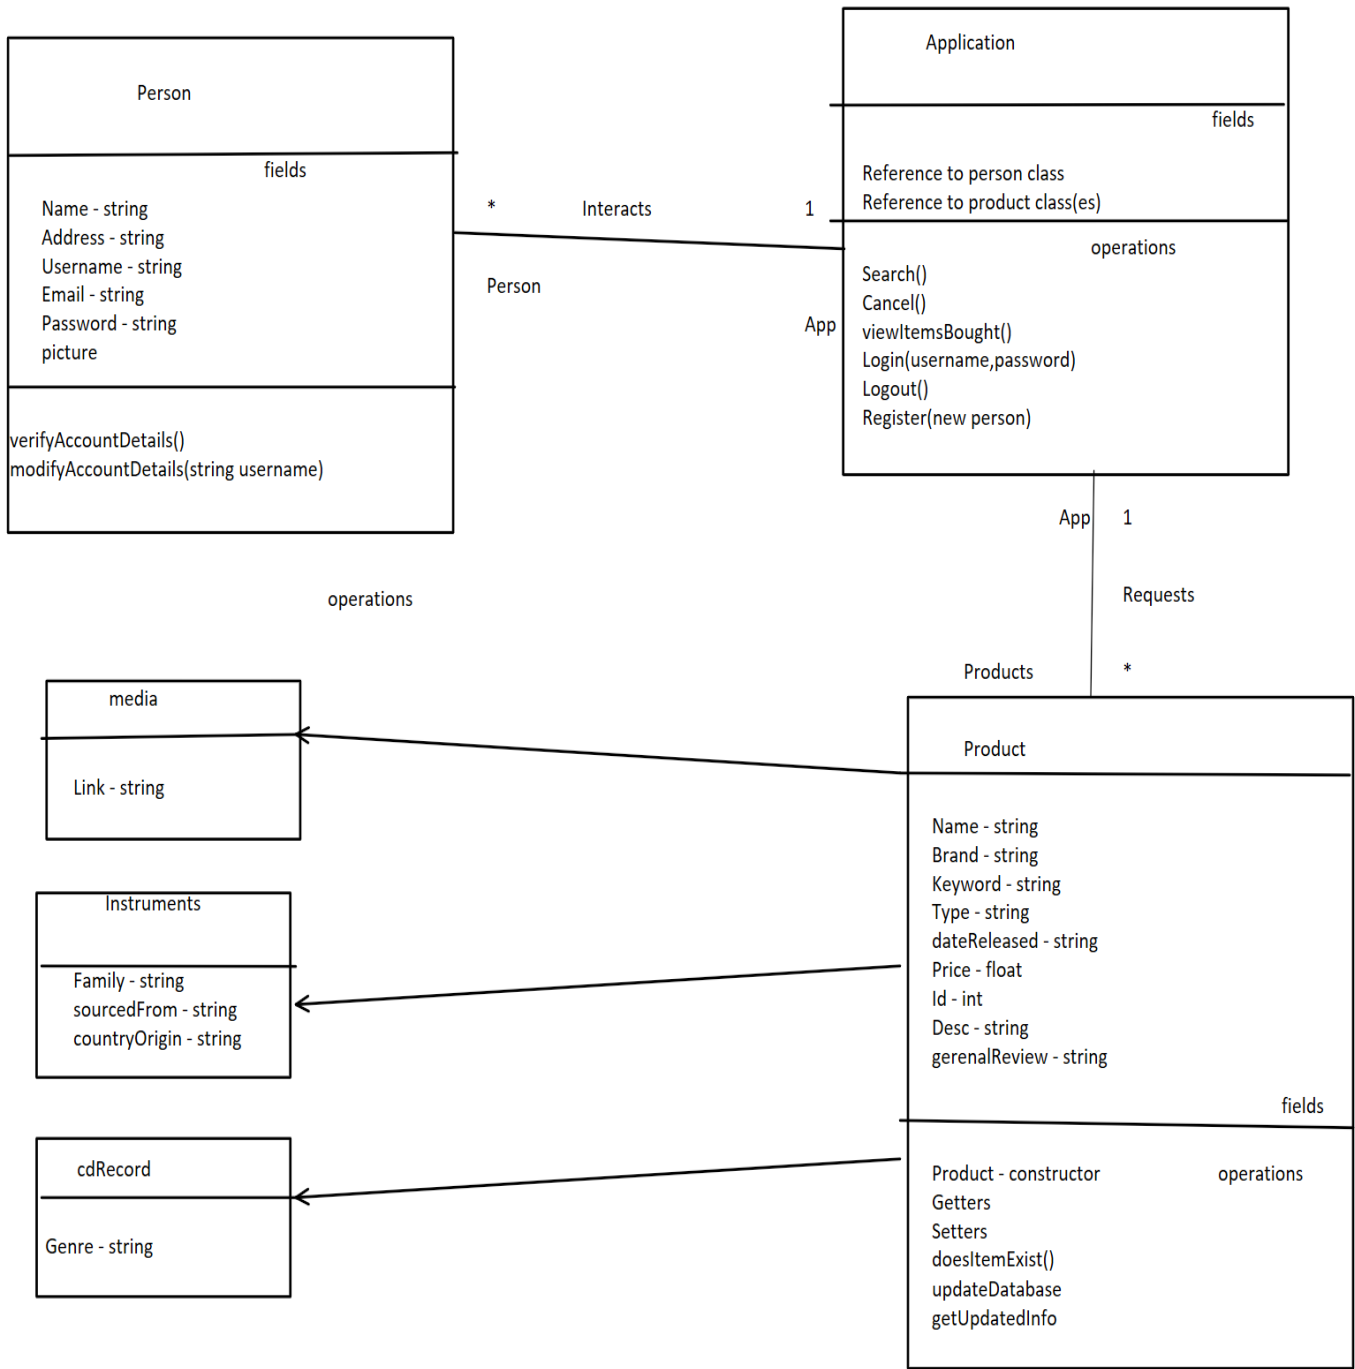 Person
fields
Name - string
Address - string
Username - string
Email - string
Password - string
picture
verifyAccountDetails()
modifyAccountDetails(string username)
operations
* Interacts 1
Person
App
Application
fields
Reference to person class
Reference to product class(es)
operations
Search()
Cancel()
viewItemsBought()
Login(username,password)
Logout()
Register(new person)
App 1
Requests
Products *
media
Link - string
Instruments
Family - string
sourcedFrom - string
countryOrigin - string
cdRecord
Genre - string
Product
Name - string
Brand - string
Keyword - string
Type - string
dateReleased - string
Price - float
Id - int
Desc - string
gerenalReview - string
fields
Product - constructor operations
Getters
Setters
doesItemExist()
updateDatabase
getUpdatedInfo